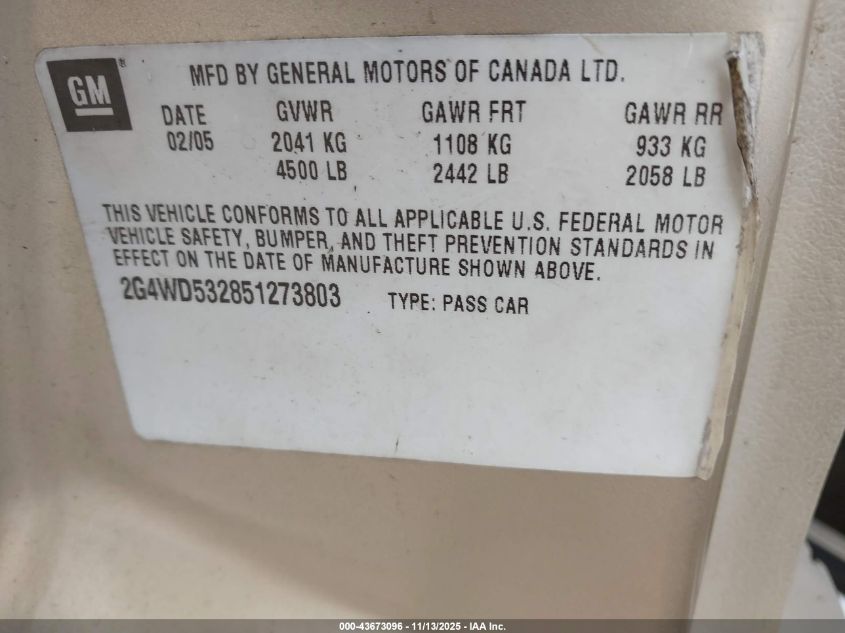 GM
MFD BY GENERAL MOTORS OF CANADA LTD.
DATE GVWR GAWR FRT GAWR RR
02/05 2041 KG 1108 KG 933 KG
4500 LB 2442 LB 2058 LB
THIS VEHICLE CONFORMS TO ALL APPLICABLE U.S. FEDERAL MOTOR
VEHICLE SAFETY, BUMPER, AND THEFT PREVENTION STANDARDS IN
EFFECT ON THE DATE OF MANUFACTURE SHOWN ABOVE.
2G4WD532851273803 TYPE: PASS CAR
000-43673096 - 11/13/2025 - IAA Inc.